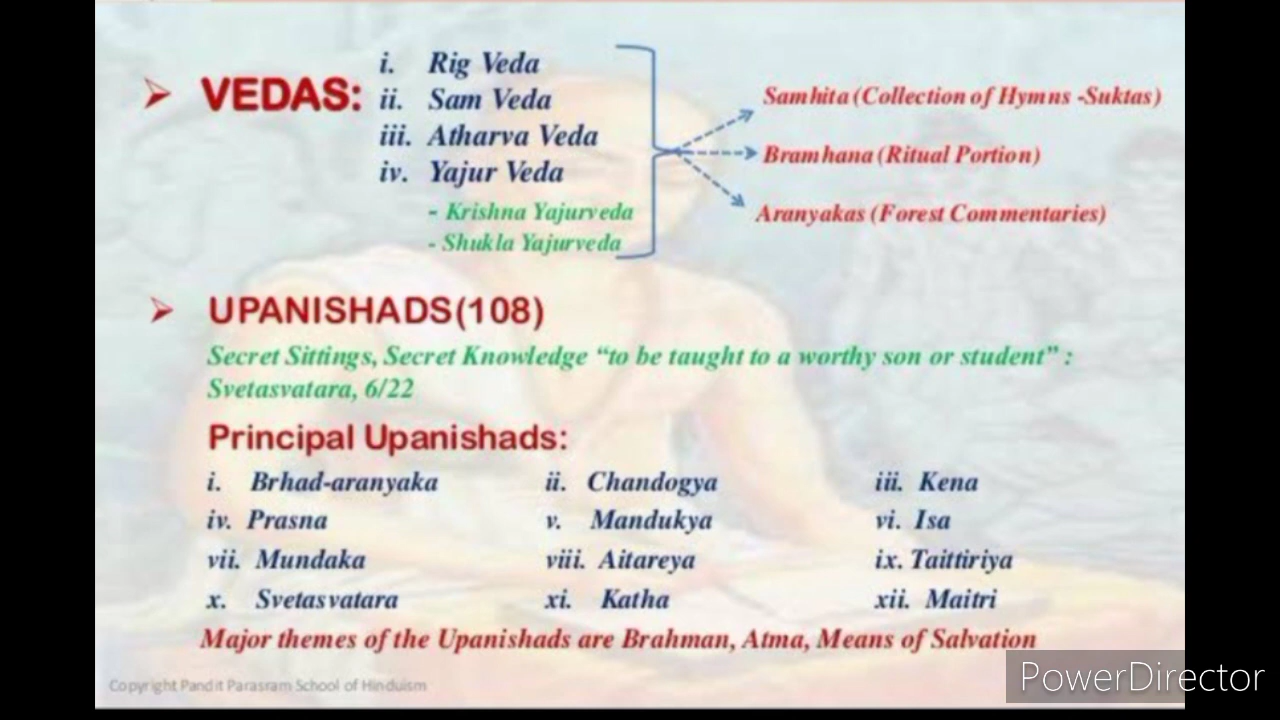 VEDAS:
i. Rig Veda
ii. Sam Veda
iii. Atharva Veda
iv. Yajur Veda
- Krishna Yajurveda
- Shukla Yajurveda
Samhita (Collection of Hymns -Suktas)
Bramhana (Ritual Portion)
Aranyakas (Forest Commentaries)
UPANISHADS(108)
Secret Sittings, Secret Knowledge “to be taught to a worthy son or student” :
Svetasvatara, 6/22
Principal Upanishads:
i. Brhad-aranyaka ii. Chandogya iii. Kena
iv. Prasna v. Mandukya vi. Isa
vii. Mundaka viii. Aitareya ix. Taittiriya
x. Svetasvatara xi. Katha xii. Maitri
Major themes of the Upanishads are Brahman, Atma, Means of Salvation
Copyright Pandit Parasram School of Hinduism
PowerDirector